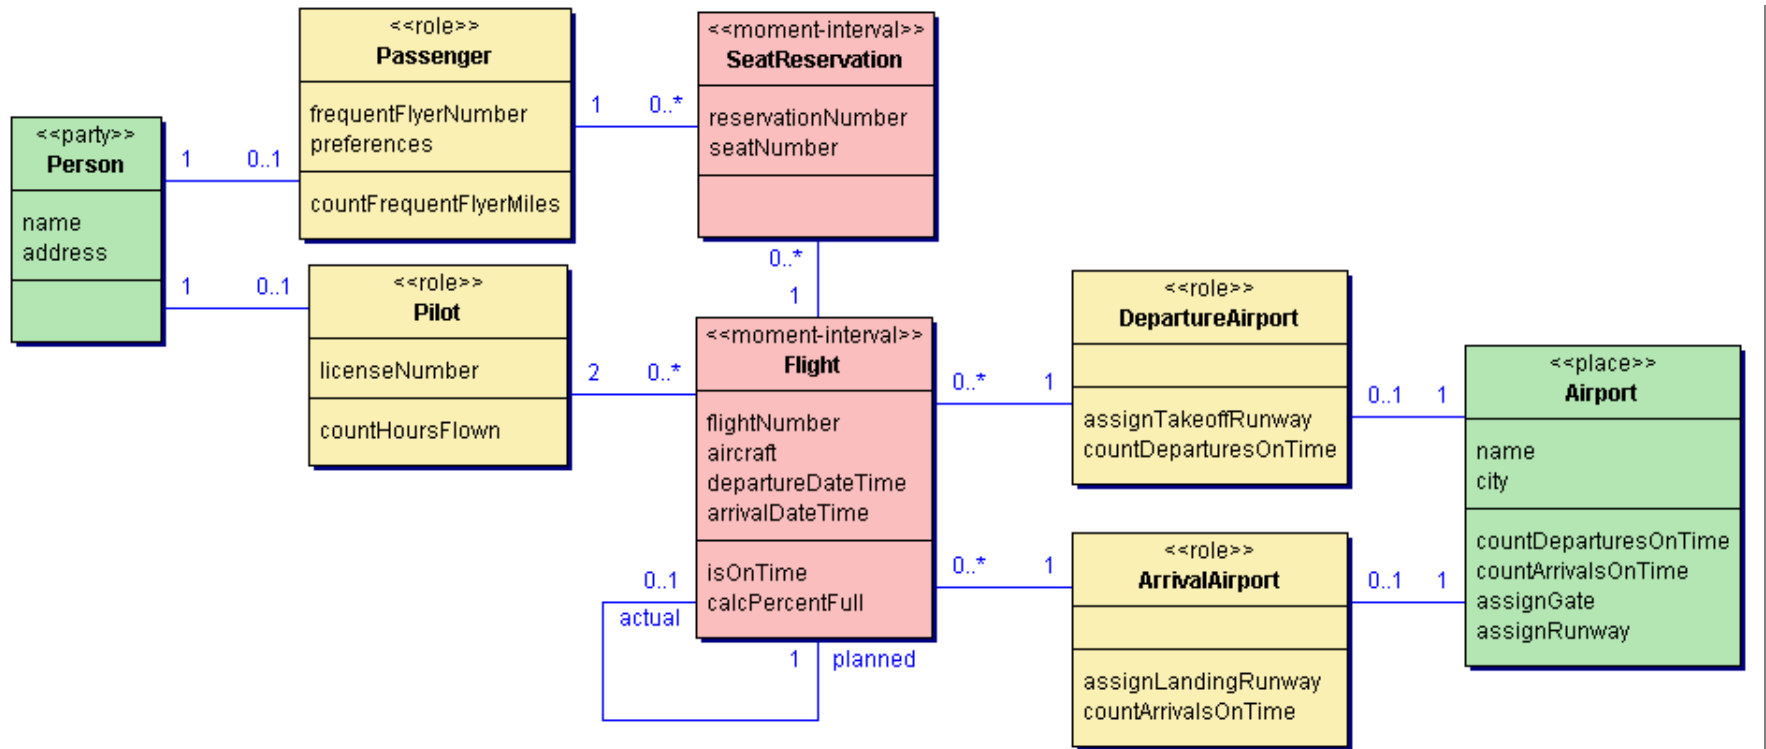 <<party>>
Person
name
address
1
0..1
1
0..1
<<role>>
Passenger
frequentFlyerNumber
preferences
countFrequentFlyerMiles
1
0..*
<<role>>
Pilot
licenseNumber
countHoursFlown
2
0..*
<<moment-interval>>
SeatReservation
reservationNumber
seatNumber
0..*
1
<<moment-interval>>
Flight
flightNumber
aircraft
departureDateTime
arrivalDateTime
isOnTime
calcPercentFull
0..1
actual
1
planned
0..*
1
0..*
1
<<role>>
DepartureAirport
assignTakeoffRunway
countDeparturesOnTime
0..1
1
<<role>>
ArrivalAirport
assignLandingRunway
countArrivalsOnTime
0..1
1
<<place>>
Airport
name
city
countDeparturesOnTime
countArrivalsOnTime
assignGate
assignRunway